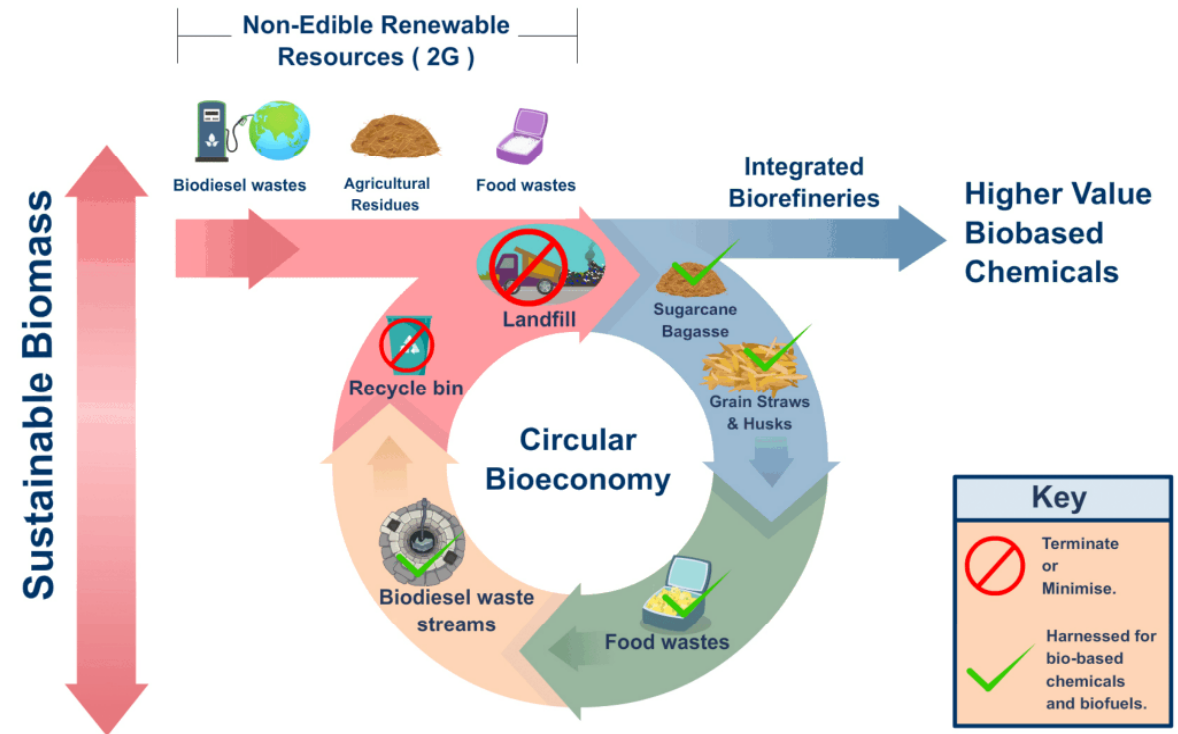 Non-Edible Renewable
Resources ( 2G )
Biodiesel wastes
Agricultural
Residues
Food wastes
Integrated
Biorefineries
Higher Value
Biobased
Chemicals
Sustainable Biomass
Landfill
Sugarcane
Bagasse
Recycle bin
Grain Straws
& Husks
Circular
Bioeconomy
Biodiesel waste
streams
Food wastes
Key
Terminate
or
Minimise.
Harnessed for
bio-based
chemicals
and biofuels.